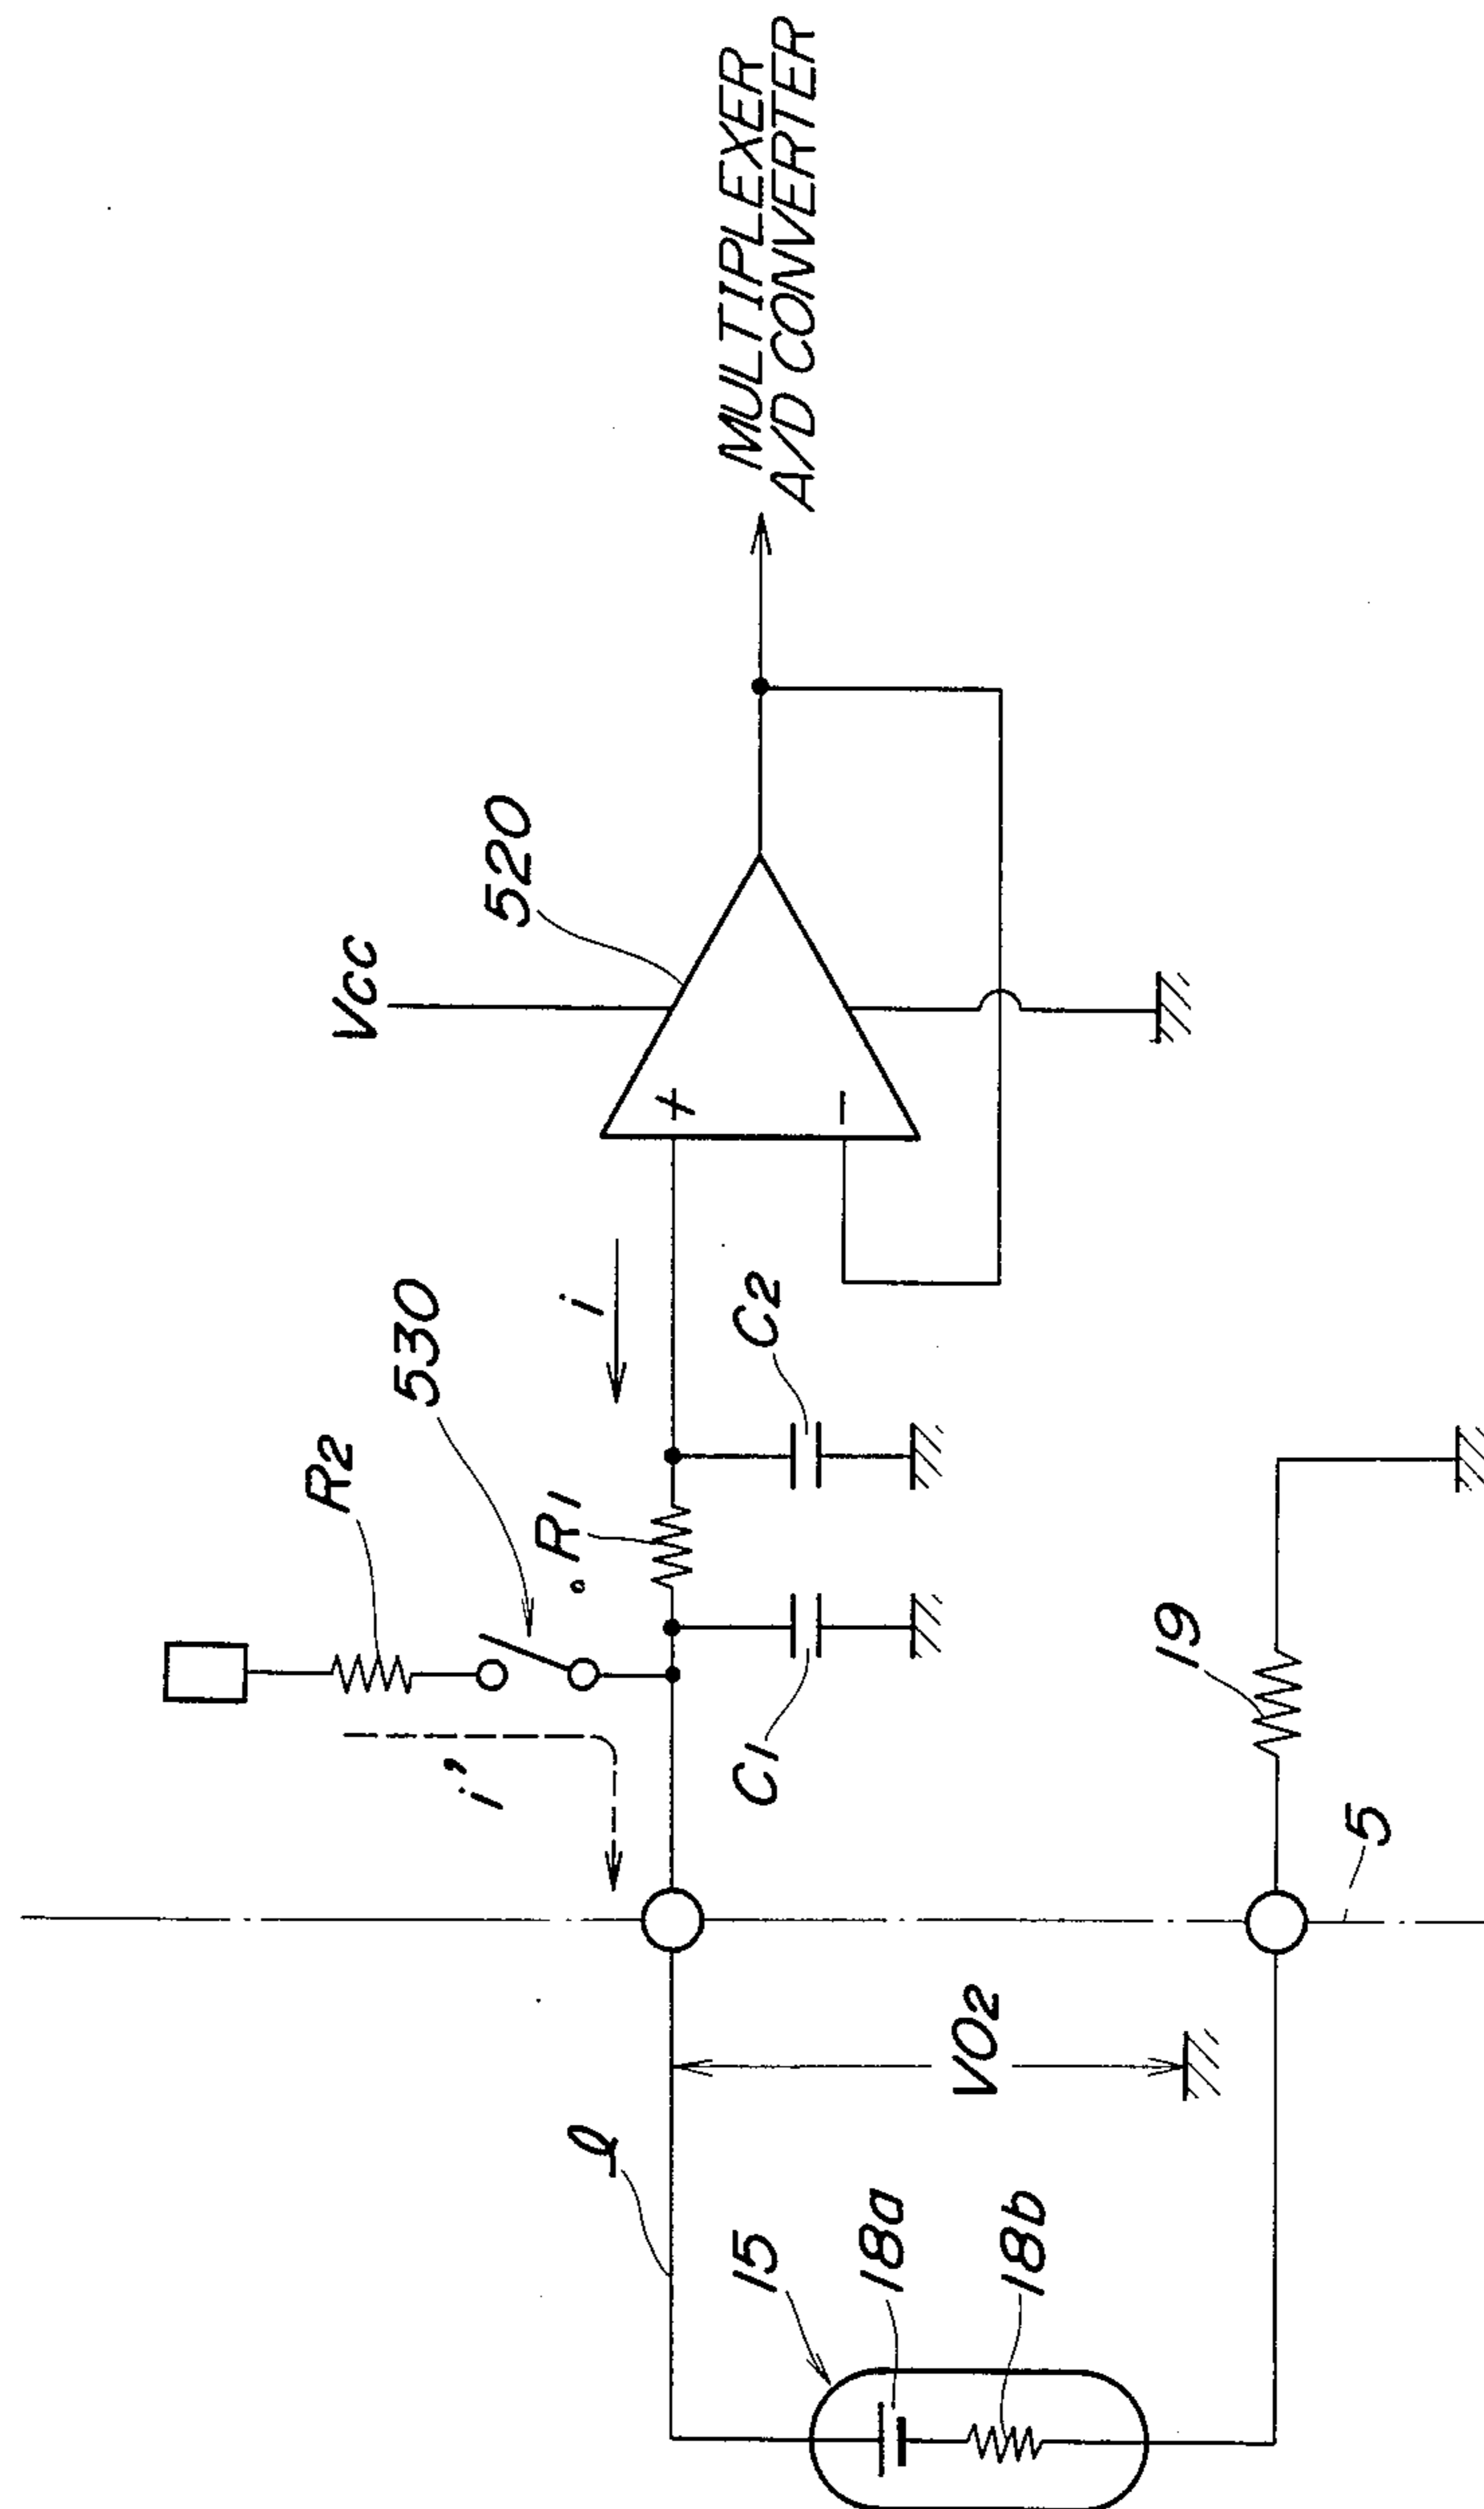 R2
530
VCC
520
MULTIPLEXER
A/D CONVERTER
i'
R1
i
C1
C2
l
15
18a
18b
VO2
19
5